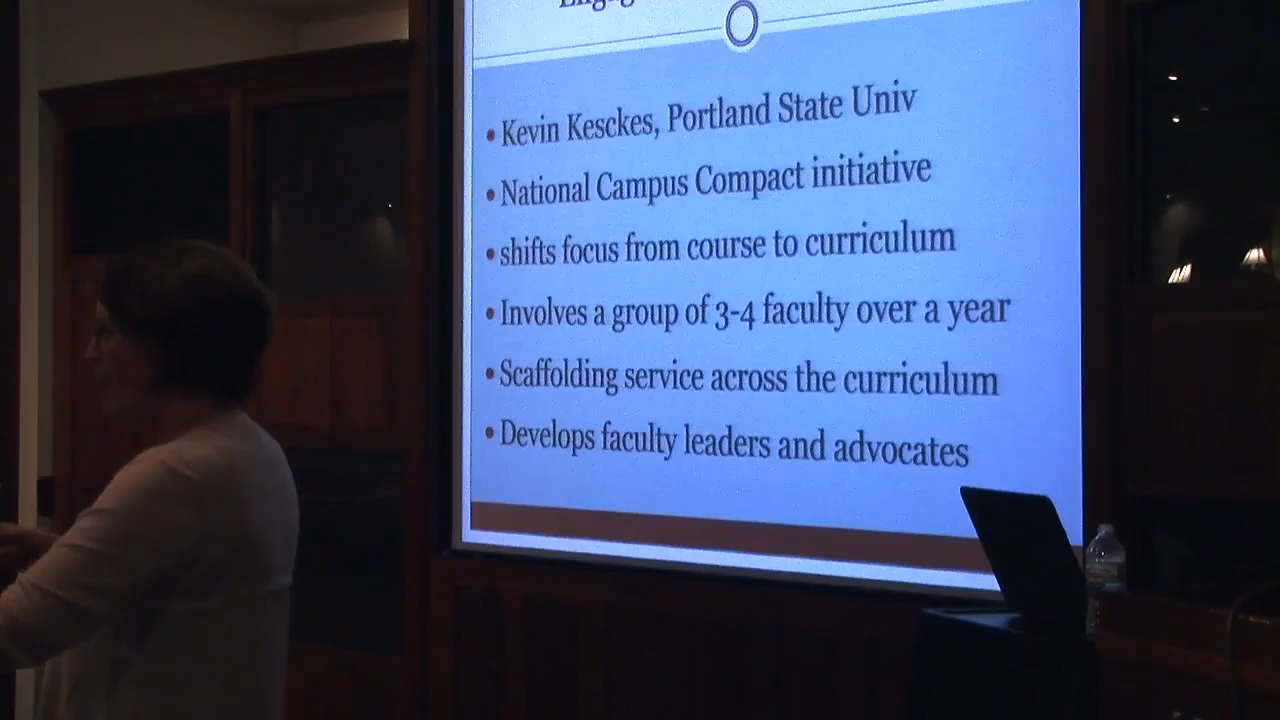 • Kevin Kesckes, Portland State Univ
• National Campus Compact initiative
• shifts focus from course to curriculum
• Involves a group of 3-4 faculty over a year
• Scaffolding service across the curriculum
• Develops faculty leaders and advocates